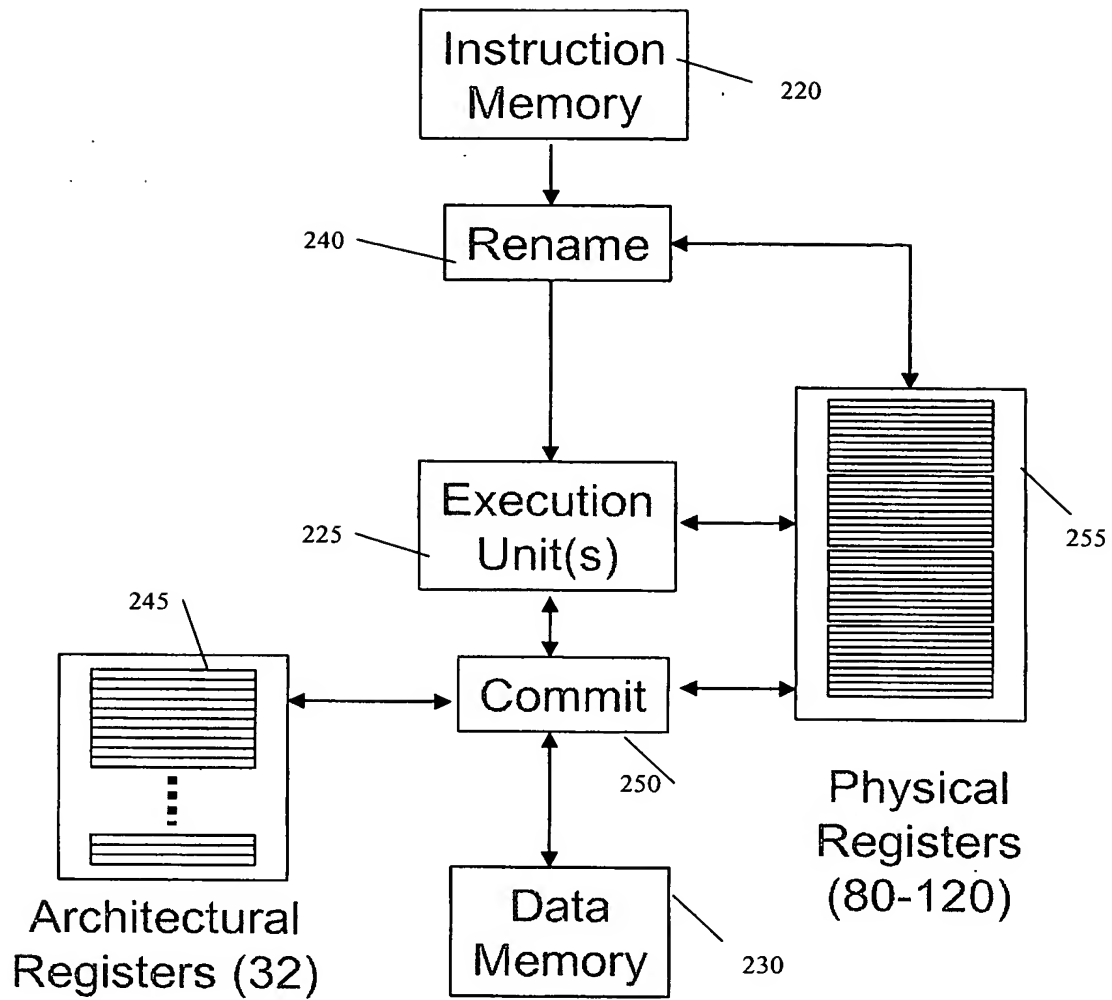 Instruction
Memory
220
240
Rename
Execution
Unit(s)
225
255
245
Commit
250
Physical
Registers
(80-120)
Architectural
Registers (32)
Data
Memory
230